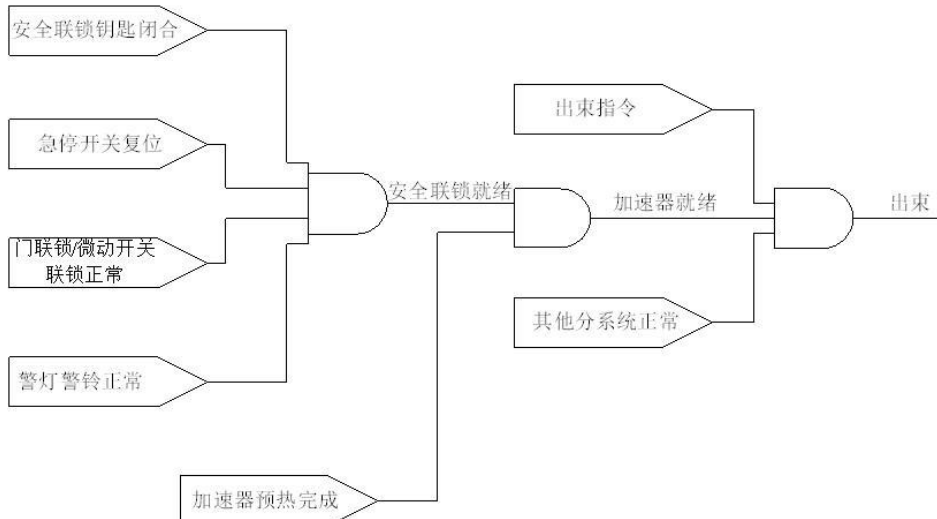 安全联锁钥匙闭合
急停开关复位
门联锁/微动开关
联锁正常
警灯警铃正常
安全联锁就绪
加速器预热完成
加速器就绪
出束指令
其他分系统正常
出束